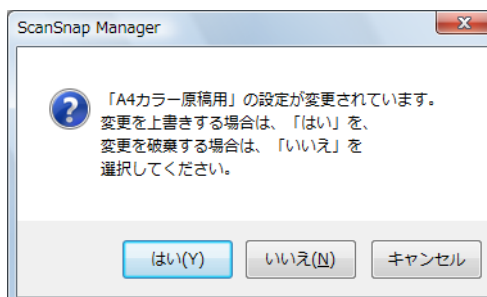 ScanSnap Manager
「A4カラー原稿用」の設定が変更されています。
変更を上書きする場合は、「はい」を、
変更を破棄する場合は、「いいえ」を
選択してください。
はい(Y)
いいえ(N)
キャンセル